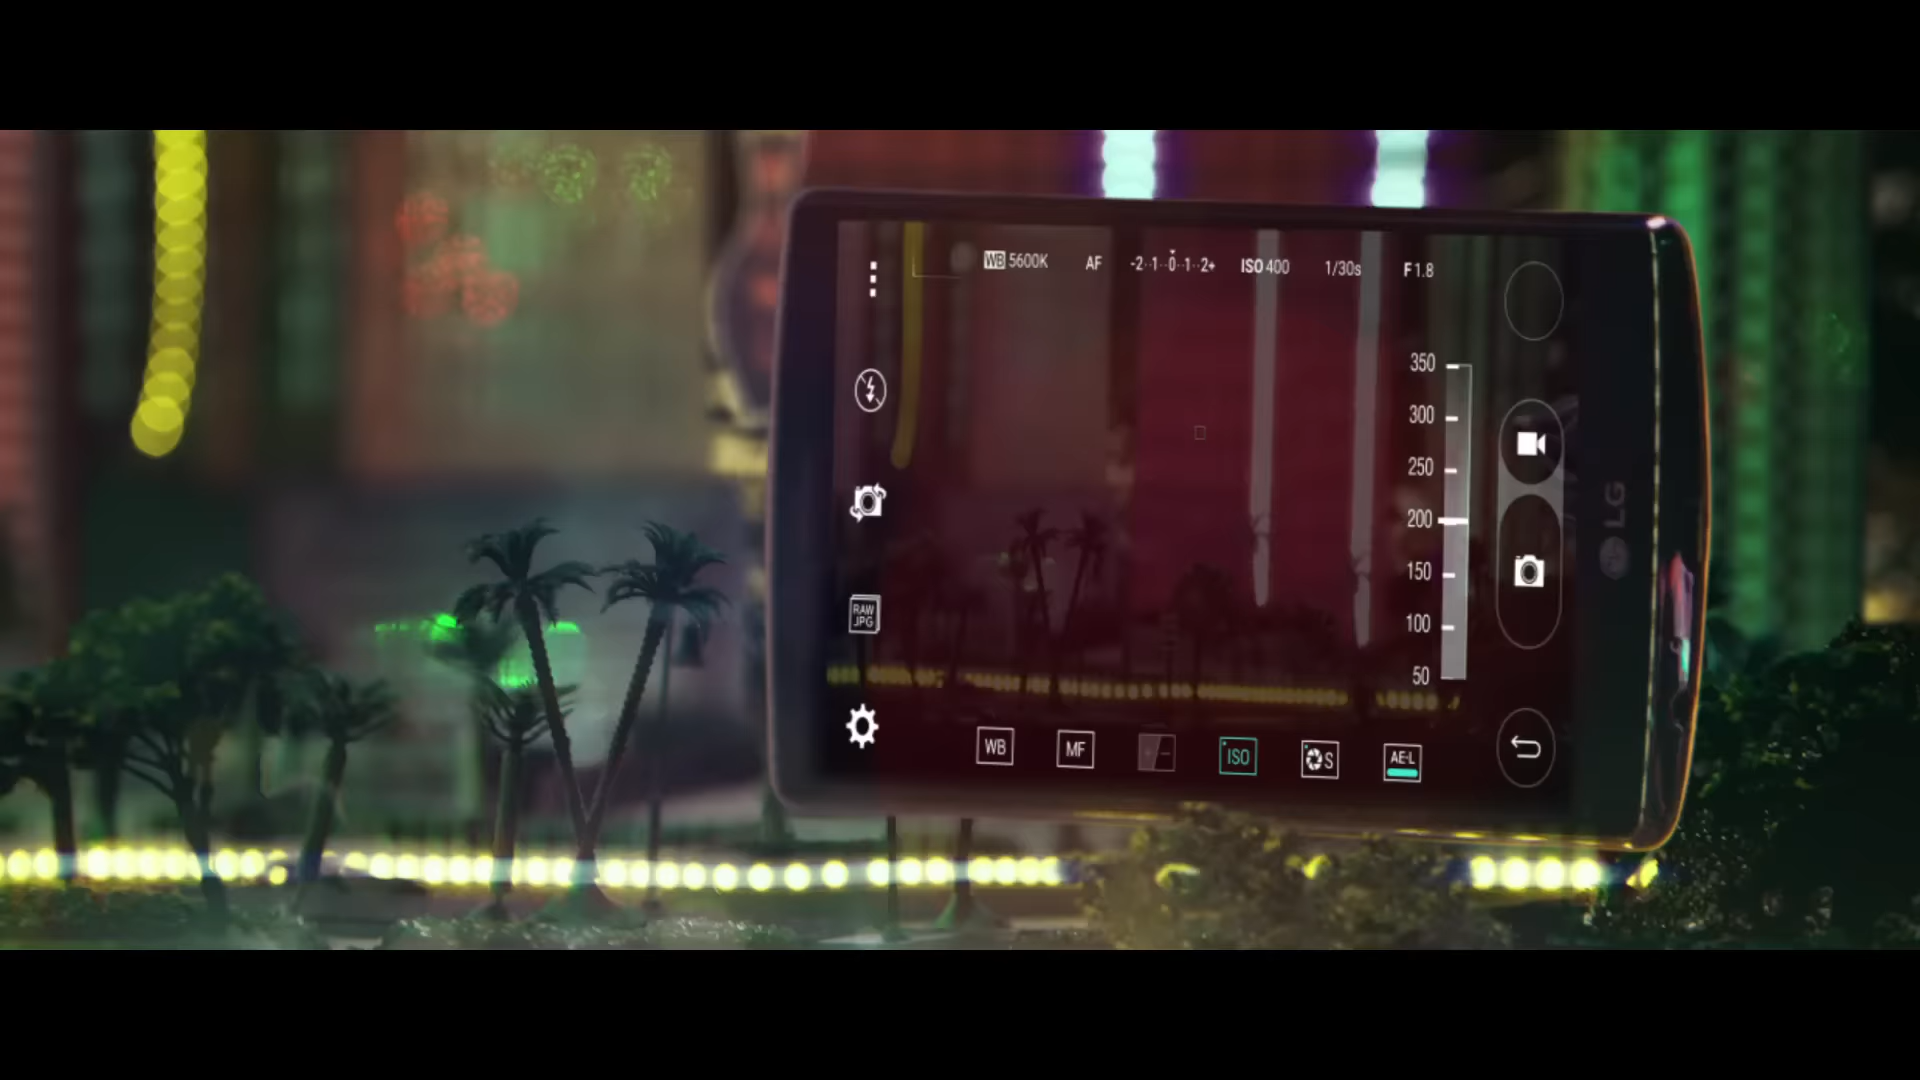 WB 5600K AF -2··1··0··1··2+ ISO 400 1/30s F1.8
350
300
250
200
150
100
50
RAW
JPG
WB MF ISO S AE-L
LG